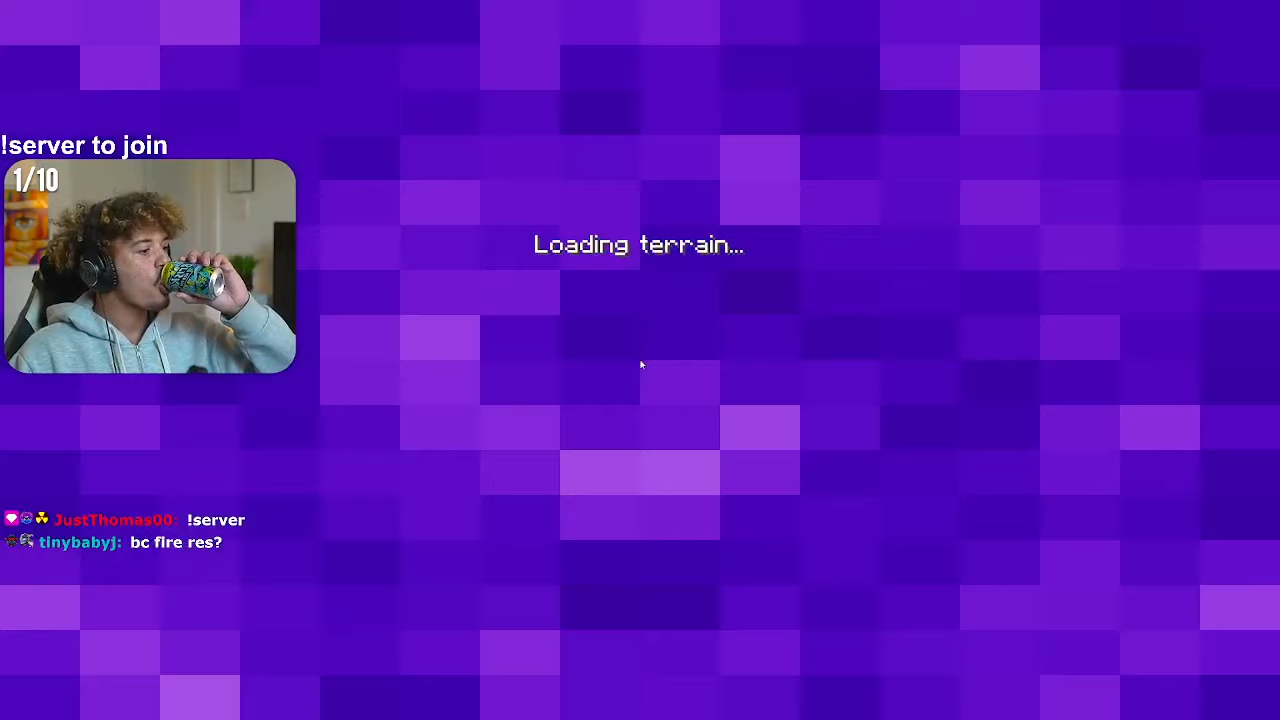 !server to join
1/10
Loading terrain...
JustThomas00: !server
tinybabyj: bc fire res?